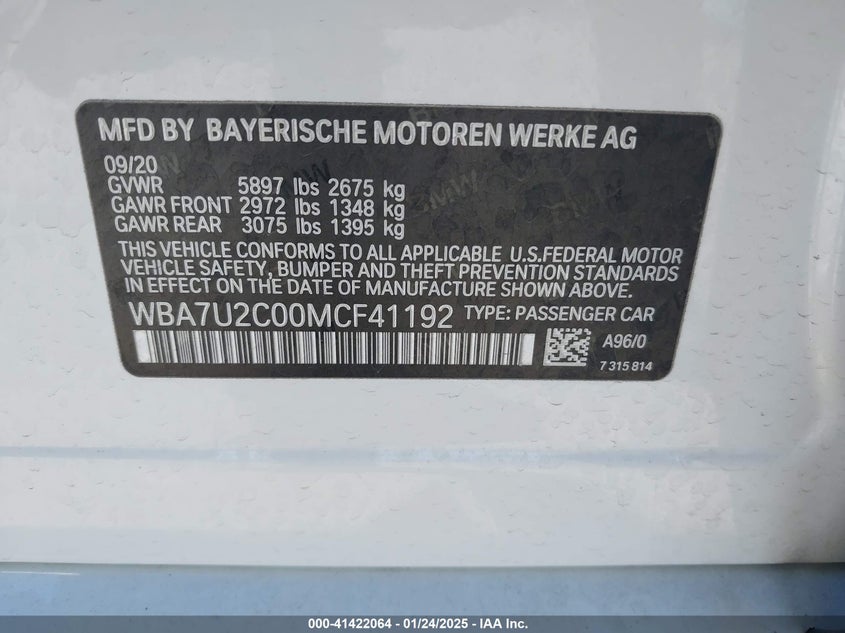 MFD BY BAYERISCHE MOTOREN WERKE AG
09/20
GVWR 5897 lbs 2675 kg
GAWR FRONT 2972 lbs 1348 kg
GAWR REAR 3075 lbs 1395 kg
THIS VEHICLE CONFORMS TO ALL APPLICABLE U.S.FEDERAL MOTOR
VEHICLE SAFETY, BUMPER AND THEFT PREVENTION STANDARDS
IN EFFECT ON THE DATE OF MANUFACTURE SHOWN ABOVE.
WBA7U2C00MCF41192 TYPE: PASSENGER CAR
A96/0
7 315 814
000-41422064 - 01/24/2025 - IAA Inc.